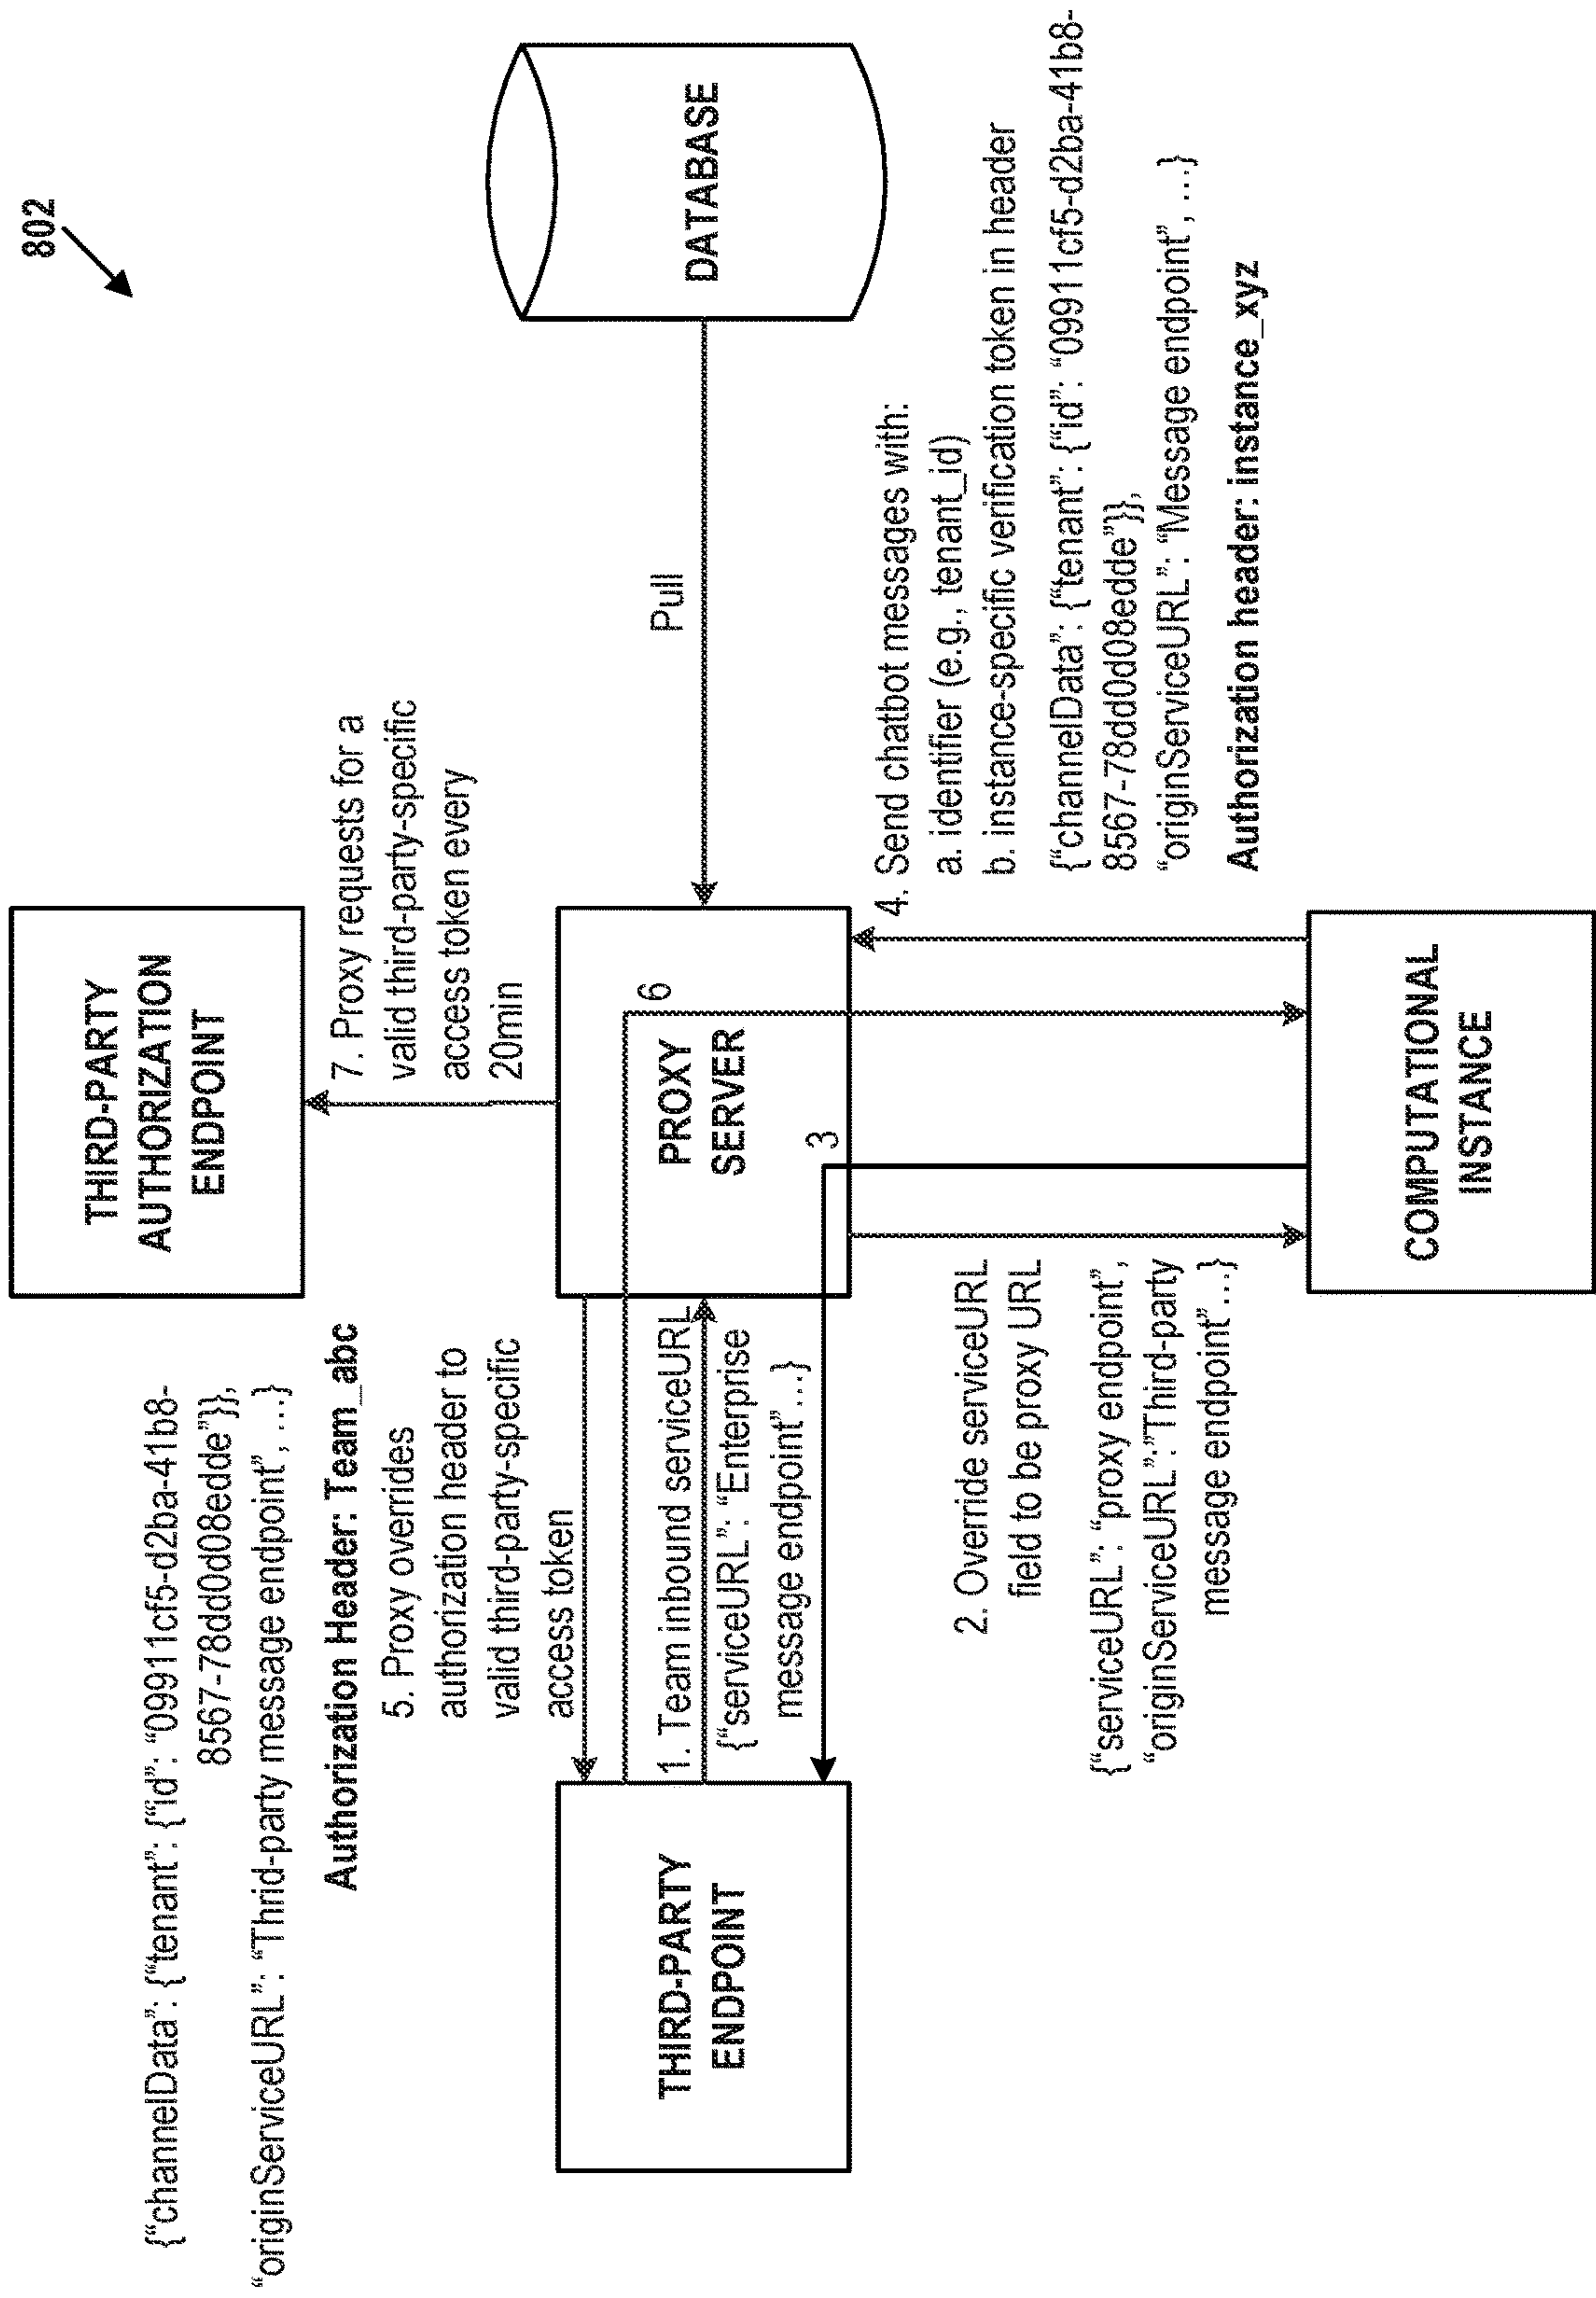 802
THIRD-PARTY
AUTHORIZATION
ENDPOINT
{“channelData”: {“tenant”: {“id”: “09911cf5-d2ba-41b8-
8567-78dd0d08edde”}},
“originServiceURL”: “Thrid-party message endpoint”, …}
Authorization Header: Team_abc
5. Proxy overrides
authorization header to
valid third-party-specific
access token
7. Proxy requests for a
valid third-party-specific
access token every
20min
THIRD-PARTY
ENDPOINT
1. Team inbound serviceURL
{“serviceURL”: “Enterprise
message endpoint”…}
6
PROXY
SERVER
3
Pull
DATABASE
2. Override serviceURL
field to be proxy URL
{“serviceURL”: “proxy endpoint”,
“originServiceURL”:”Third-party
message endpoint”…}
4. Send chatbot messages with:
a. identifier (e.g., tenant_id)
b. instance-specific verification token in header
{“channelData”: {“tenant”: {“id”: “09911cf5-d2ba-41b8-
8567-78dd0d08edde”}},
“originServiceURL”: “Message endpoint”, …}
Authorization header: instance_xyz
COMPUTATIONAL
INSTANCE